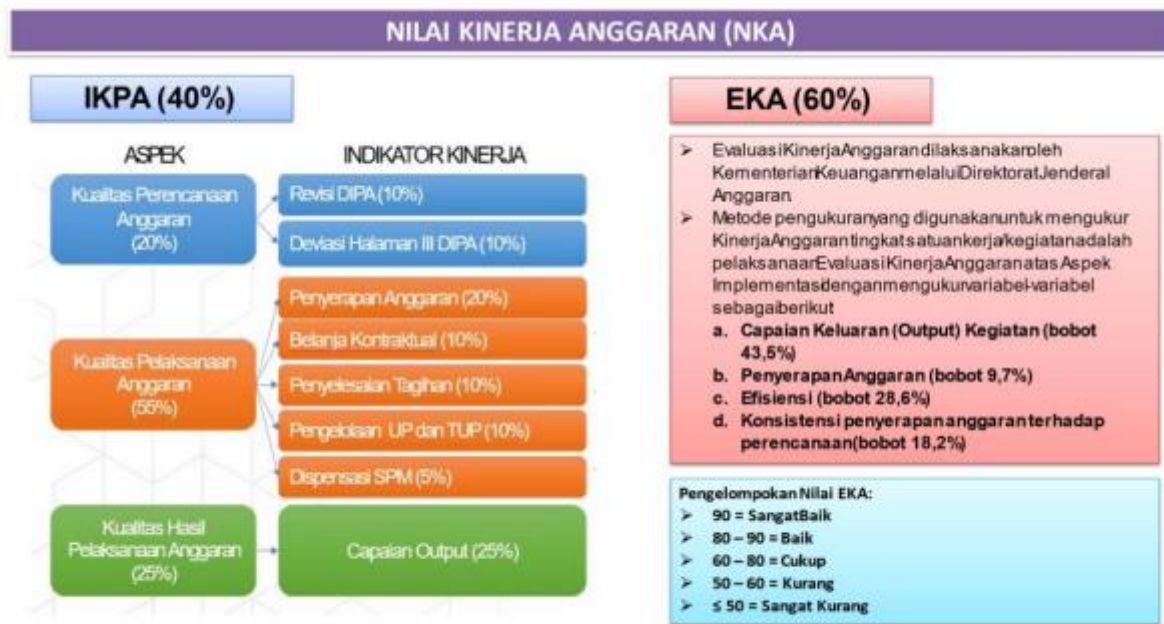 NILAI KINERJA ANGGARAN (NKA)
IKPA (40%)
ASPEK
INDIKATOR KINERJA
Kualitas Perencanaan
Anggaran
(20%)
Revisi DIPA (10%)
Deviasi Halaman III DIPA (10%)
Kualitas Pelaksanaan
Anggaran
(55%)
Penyerapan Anggaran (20%)
Belanja Kontraktual (10%)
Penyelesaian Tagihan (10%)
Pengelolaan UP dan TUP (10%)
Dispensasi SPM (5%)
Kualitas Hasil
Pelaksanaan Anggaran
(25%)
Capaian Output (25%)
EKA (60%)
➢ EvaluasiKinerjaAnggarandilaksanakanoleh
KementerianKeuanganmelaluiDirektoratJenderal
Anggaran.
➢ Metode pengukuranyang digunakanuntuk mengukur
KinerjaAnggarantingkatsatuankerja/kegiatanadalah
pelaksanaanEvaluasiKinerjaAnggaranatas Aspek
Implementasidenganmengukurvariabel-variabel
sebagaiberikut
a. Capaian Keluaran (Output) Kegiatan (bobot
43,5%)
b. PenyerapanAnggaran (bobot 9,7%)
c. Efisiensi (bobot 28,6%)
d. Konsistensi penyerapan anggaran terhadap
perencanaan(bobot 18,2%)
Pengelompokan Nilai EKA:
➢ 90 = SangatBaik
➢ 80 – 90 = Baik
➢ 60 – 80 = Cukup
➢ 50 – 60 = Kurang
➢ ≤ 50 = Sangat Kurang